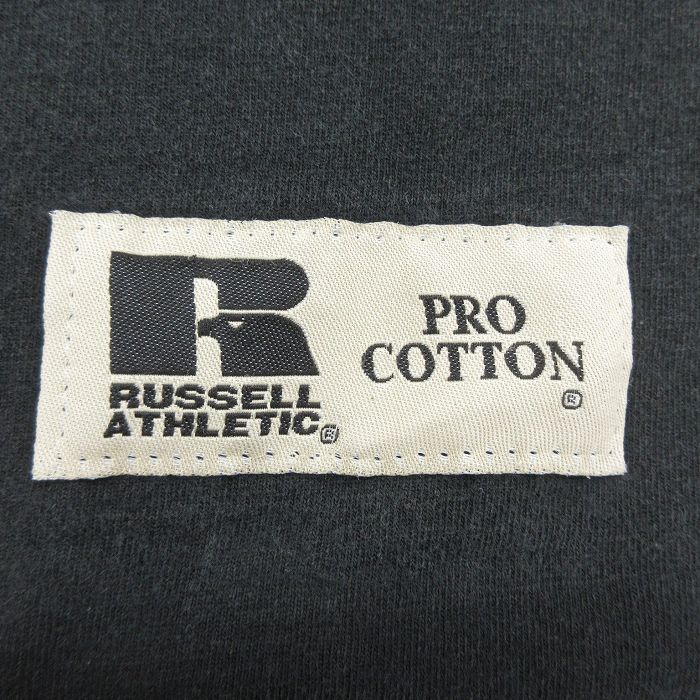 R
RUSSELL
ATHLETIC®
PRO
COTTON
®